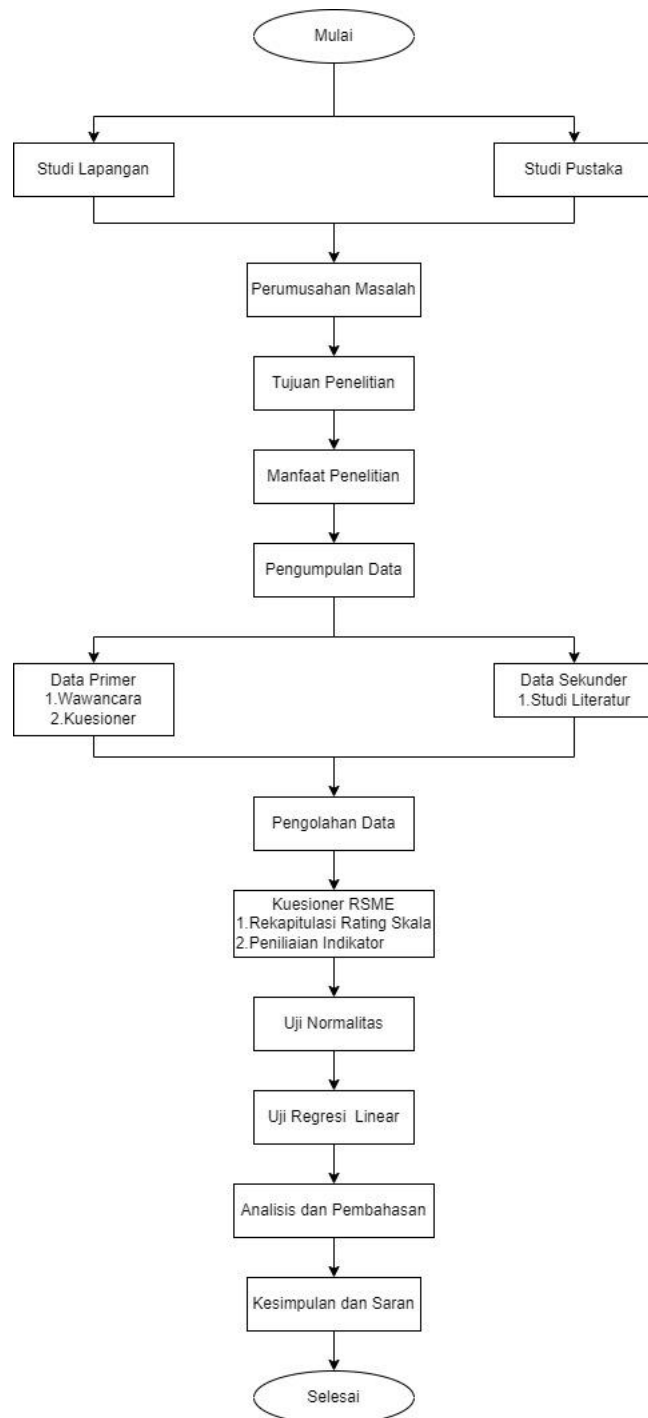 Mulai
Studi Lapangan
Studi Pustaka
Perumusahan Masalah
Tujuan Penelitian
Manfaat Penelitian
Pengumpulan Data
Data Primer
1.Wawancara
2.Kuesioner
Data Sekunder
1.Studi Literatur
Pengolahan Data
Kuesioner RSME
1.Rekapitulasi Rating Skala
2.Peniliaian Indikator
Uji Normalitas
Uji Regresi Linear
Analisis dan Pembahasan
Kesimpulan dan Saran
Selesai